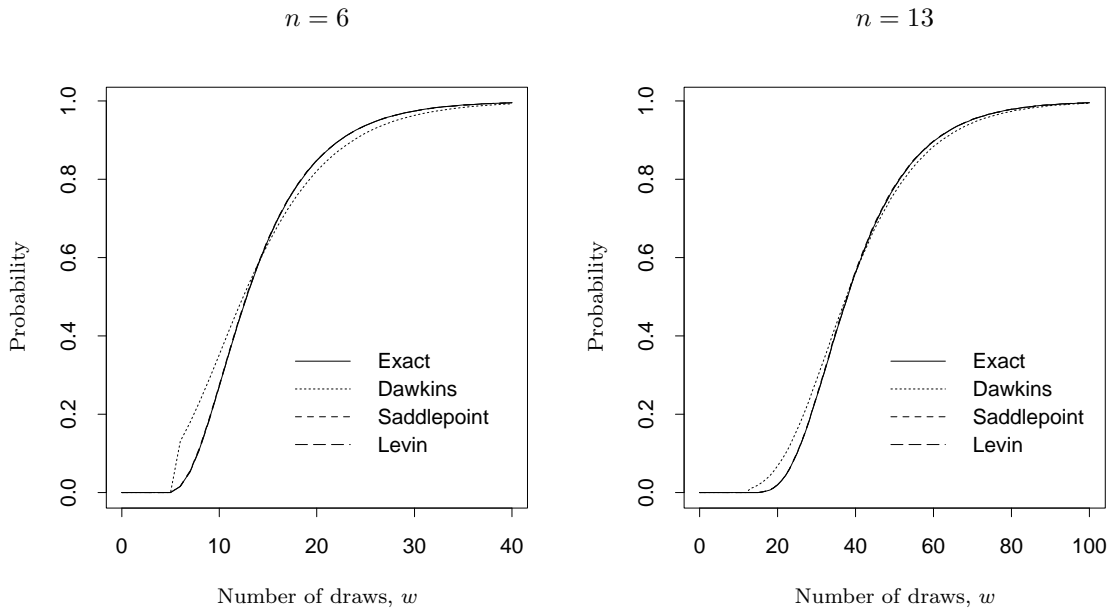 n = 6
1.0
0.8
0.6
0.4
0.2
0.0
Probability
Exact
Dawkins
Saddlepoint
Levin
0 10 20 30 40
Number of draws, w
n = 13
1.0
0.8
0.6
0.4
0.2
0.0
Probability
Exact
Dawkins
Saddlepoint
Levin
0 20 40 60 80 100
Number of draws, w